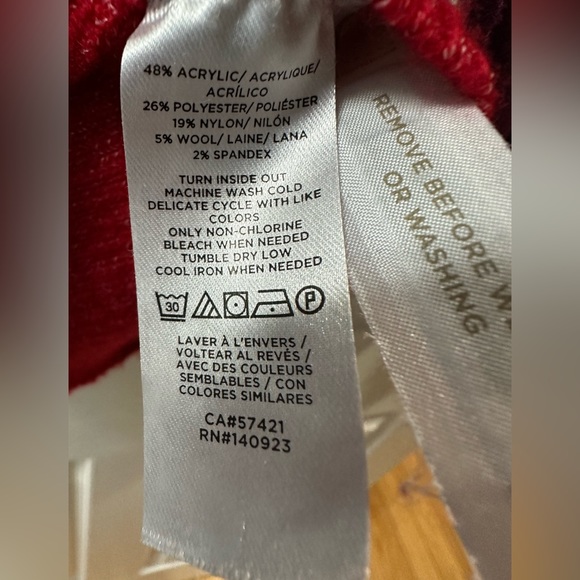 48% ACRYLIC/ ACRYLIQUE/
ACRÍLICO
26% POLYESTER/ POLIÉSTER
19% NYLON/ NILÓN
5% WOOL/ LAINE/ LANA
2% SPANDEX
TURN INSIDE OUT
MACHINE WASH COLD
DELICATE CYCLE WITH LIKE
COLORS
ONLY NON-CHLORINE
BLEACH WHEN NEEDED
TUMBLE DRY LOW
COOL IRON WHEN NEEDED
30 P
LAVER À L'ENVERS /
VOLTEAR AL REVÉS /
AVEC DES COULEURS
SEMBLABLES / CON
COLORES SIMILARES
CA#57421
RN#140923
REMOVE BEFORE
OR WASHING